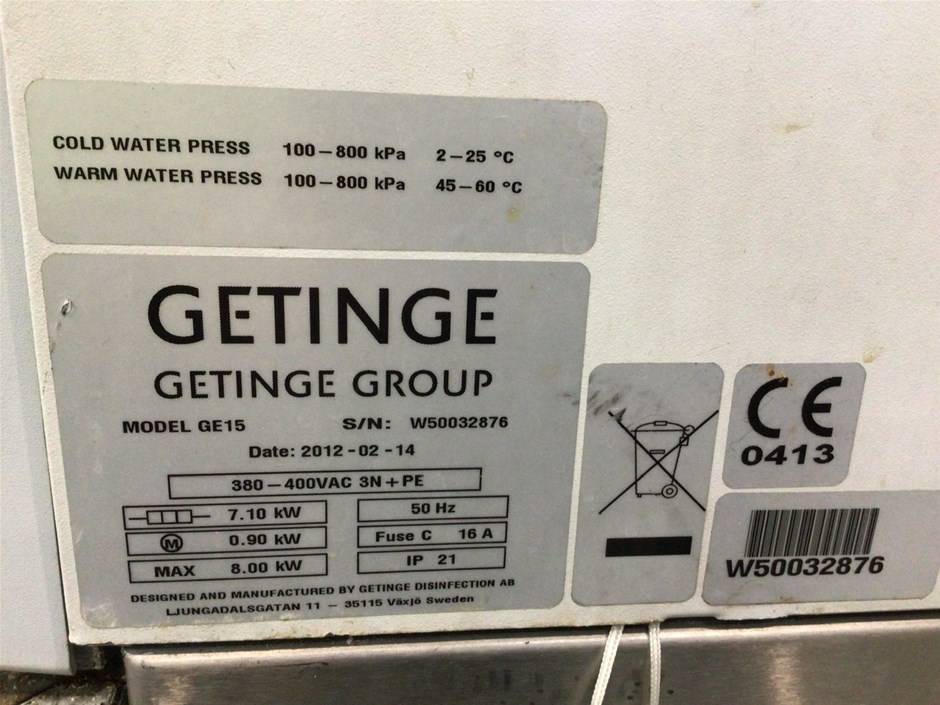 COLD WATER PRESS 100–800 kPa 2–25 °C
WARM WATER PRESS 100–800 kPa 45–60 °C
GETINGE
GETINGE GROUP
MODEL GE15 S/N: W50032876
Date: 2012-02-14
380–400VAC 3N+PE
7.10 kW 50 Hz
M 0.90 kW Fuse C 16 A
MAX 8.00 kW IP 21
DESIGNED AND MANUFACTURED BY GETINGE DISINFECTION AB
LJUNGADALSGATAN 11 – 35115 Växjö Sweden
CE
0413
W50032876